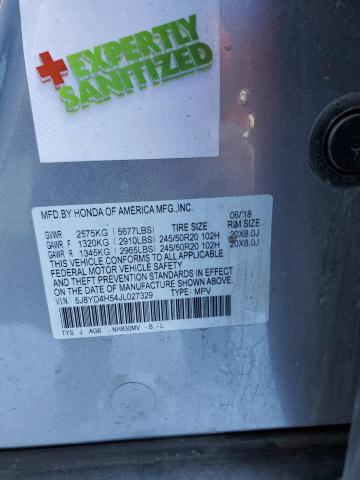 EXPERTLY
SANITIZED
MFD.BY HONDA OF AMERICA MFG.,INC. 06/18
TIRE SIZE RIM SIZE
GVWR 2575KG (5677LBS)
GAWR F 1320KG (2910LBS) 245/50R20 102H 20X8.0J
GAWR R 1345KG (2965LBS) 245/50R20 102H 20X8.0J
THIS VEHICLE CONFORMS TO ALL APPLICABLE
FEDERAL MOTOR VEHICLE SAFETY, BUMPER, AND
THEFT PREVENTION STANDARDS IN EFFECT ON THE
DATE OF MANUFACTURE SHOWN ABOVE.
5J8YD4H54JL027329 TYPE: MPV
TYS J AG6 -NH830MV -B -L